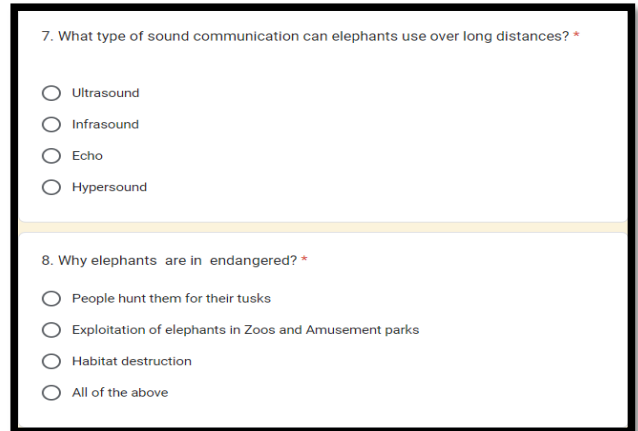 7. What type of sound communication can elephants use over long distances? *
Ultrasound
Infrasound
Echo
Hypersound
8. Why elephants are in endangered? *
People hunt them for their tusks
Exploitation of elephants in Zoos and Amusement parks
Habitat destruction
All of the above